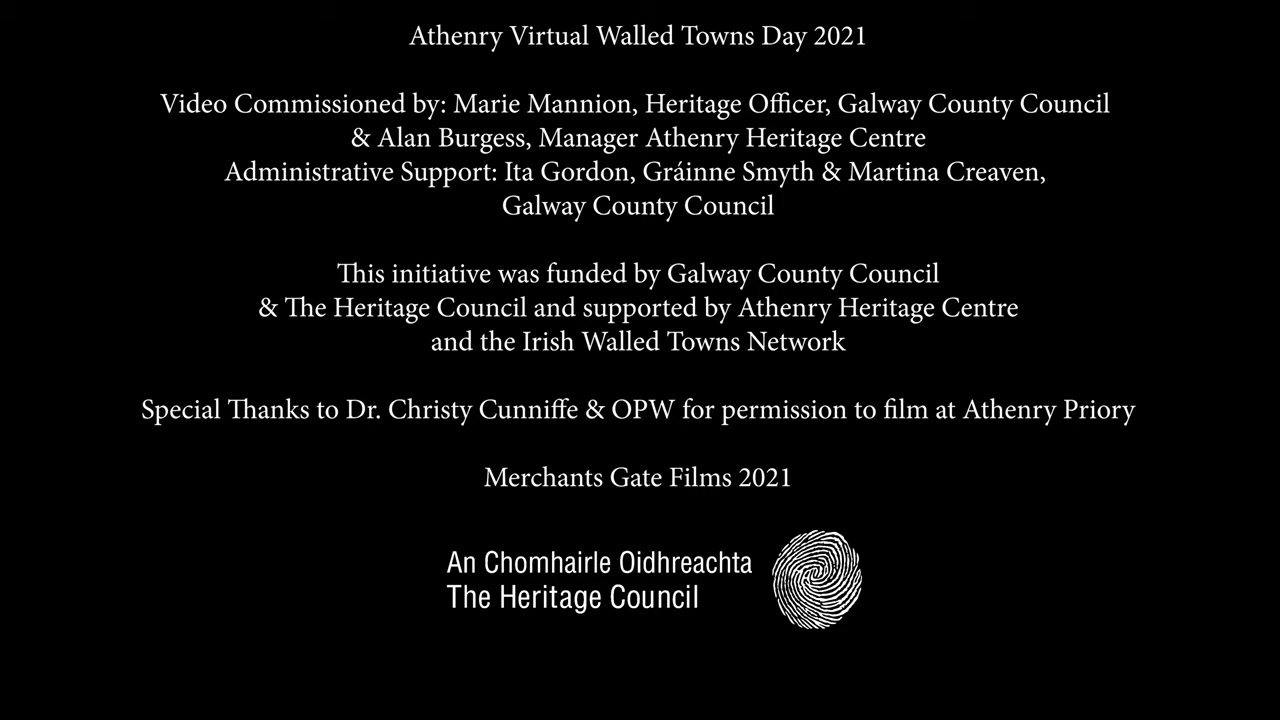 Athenry Virtual Walled Towns Day 2021
Video Commissioned by: Marie Mannion, Heritage Officer, Galway County Council
& Alan Burgess, Manager Athenry Heritage Centre
Administrative Support: Ita Gordon, Gráinne Smyth & Martina Creaven,
Galway County Council
This initiative was funded by Galway County Council
& The Heritage Council and supported by Athenry Heritage Centre
and the Irish Walled Towns Network
Special Thanks to Dr. Christy Cunniffe & OPW for permission to film at Athenry Priory
Merchants Gate Films 2021
An Chomhairle Oidhreachta
The Heritage Council